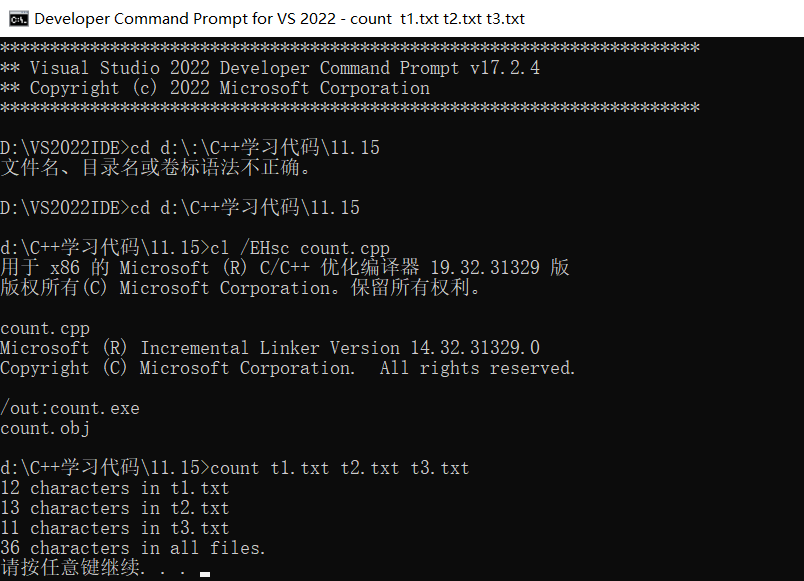 Developer Command Prompt for VS 2022 - count  t1.txt t2.txt t3.txt
**********************************************************************
** Visual Studio 2022 Developer Command Prompt v17.2.4
** Copyright (c) 2022 Microsoft Corporation
**********************************************************************
D:\VS2022IDE>cd d:\:\C++学习代码\11.15
文件名、目录名或卷标语法不正确。
D:\VS2022IDE>cd d:\C++学习代码\11.15
d:\C++学习代码\11.15>cl /EHsc count.cpp
用于 x86 的 Microsoft (R) C/C++ 优化编译器 19.32.31329 版
版权所有(C) Microsoft Corporation。保留所有权利。
count.cpp
Microsoft (R) Incremental Linker Version 14.32.31329.0
Copyright (C) Microsoft Corporation.  All rights reserved.
/out:count.exe
count.obj
d:\C++学习代码\11.15>count t1.txt t2.txt t3.txt
12 characters in t1.txt
13 characters in t2.txt
11 characters in t3.txt
36 characters in all files.
请按任意键继续. . .